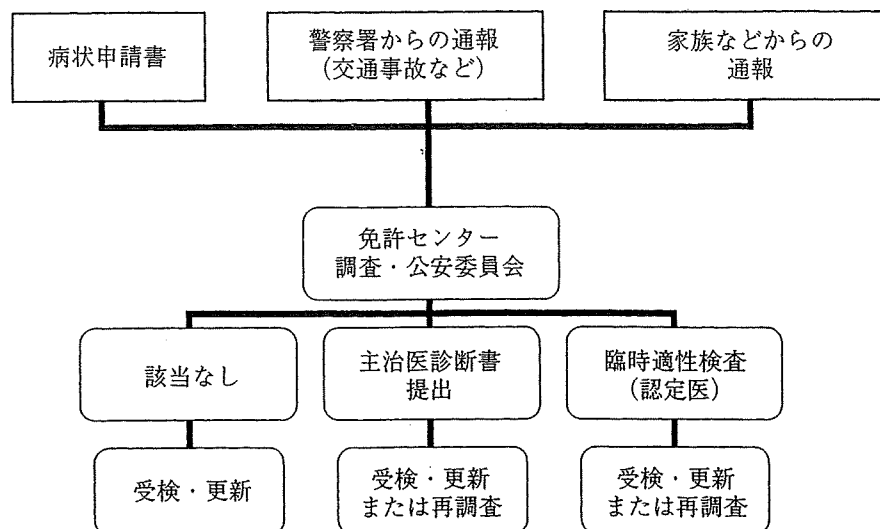 病状申請書
警察署からの通報
(交通事故など)
家族などからの
通報
免許センター
調査・公安委員会
該当なし
主治医診断書
提出
臨時適性検査
(認定医)
受検・更新
受検・更新
または再調査
受検・更新
または再調査